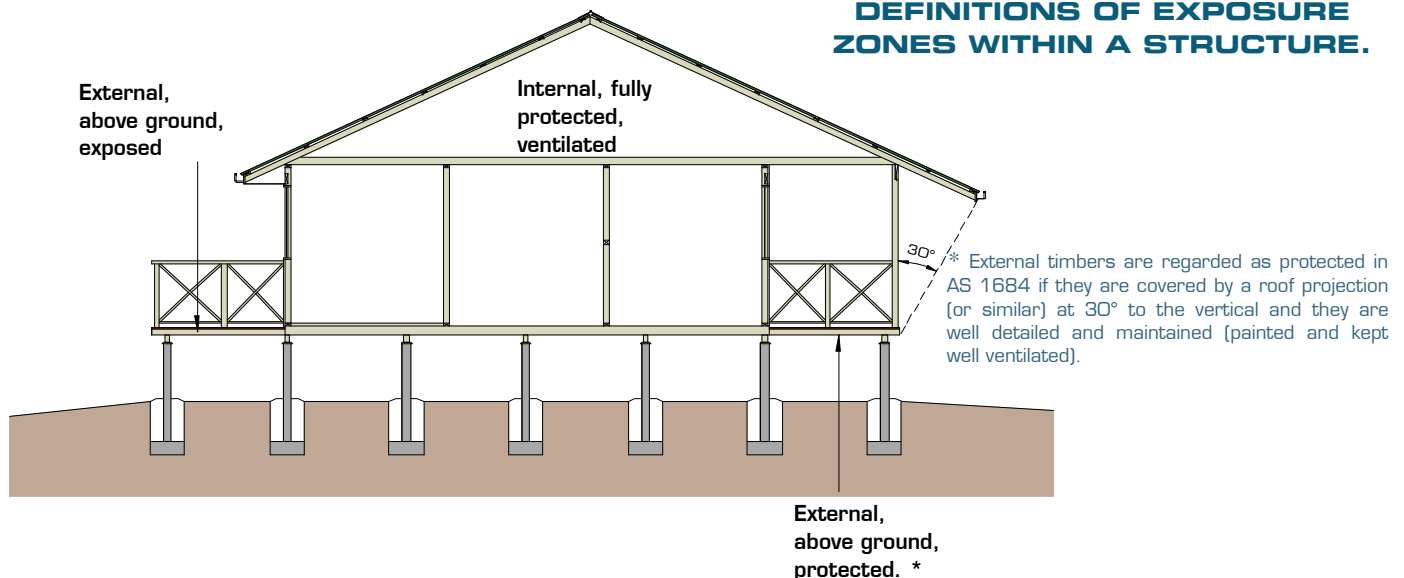 DEFINITIONS OF EXPOSURE
ZONES WITHIN A STRUCTURE.
External,
above ground,
exposed
Internal, fully
protected,
ventilated
30°
* External timbers are regarded as protected in
AS 1684 if they are covered by a roof projection
(or similar) at 30° to the vertical and they are
well detailed and maintained (painted and kept
well ventilated).
External,
above ground,
protected. *